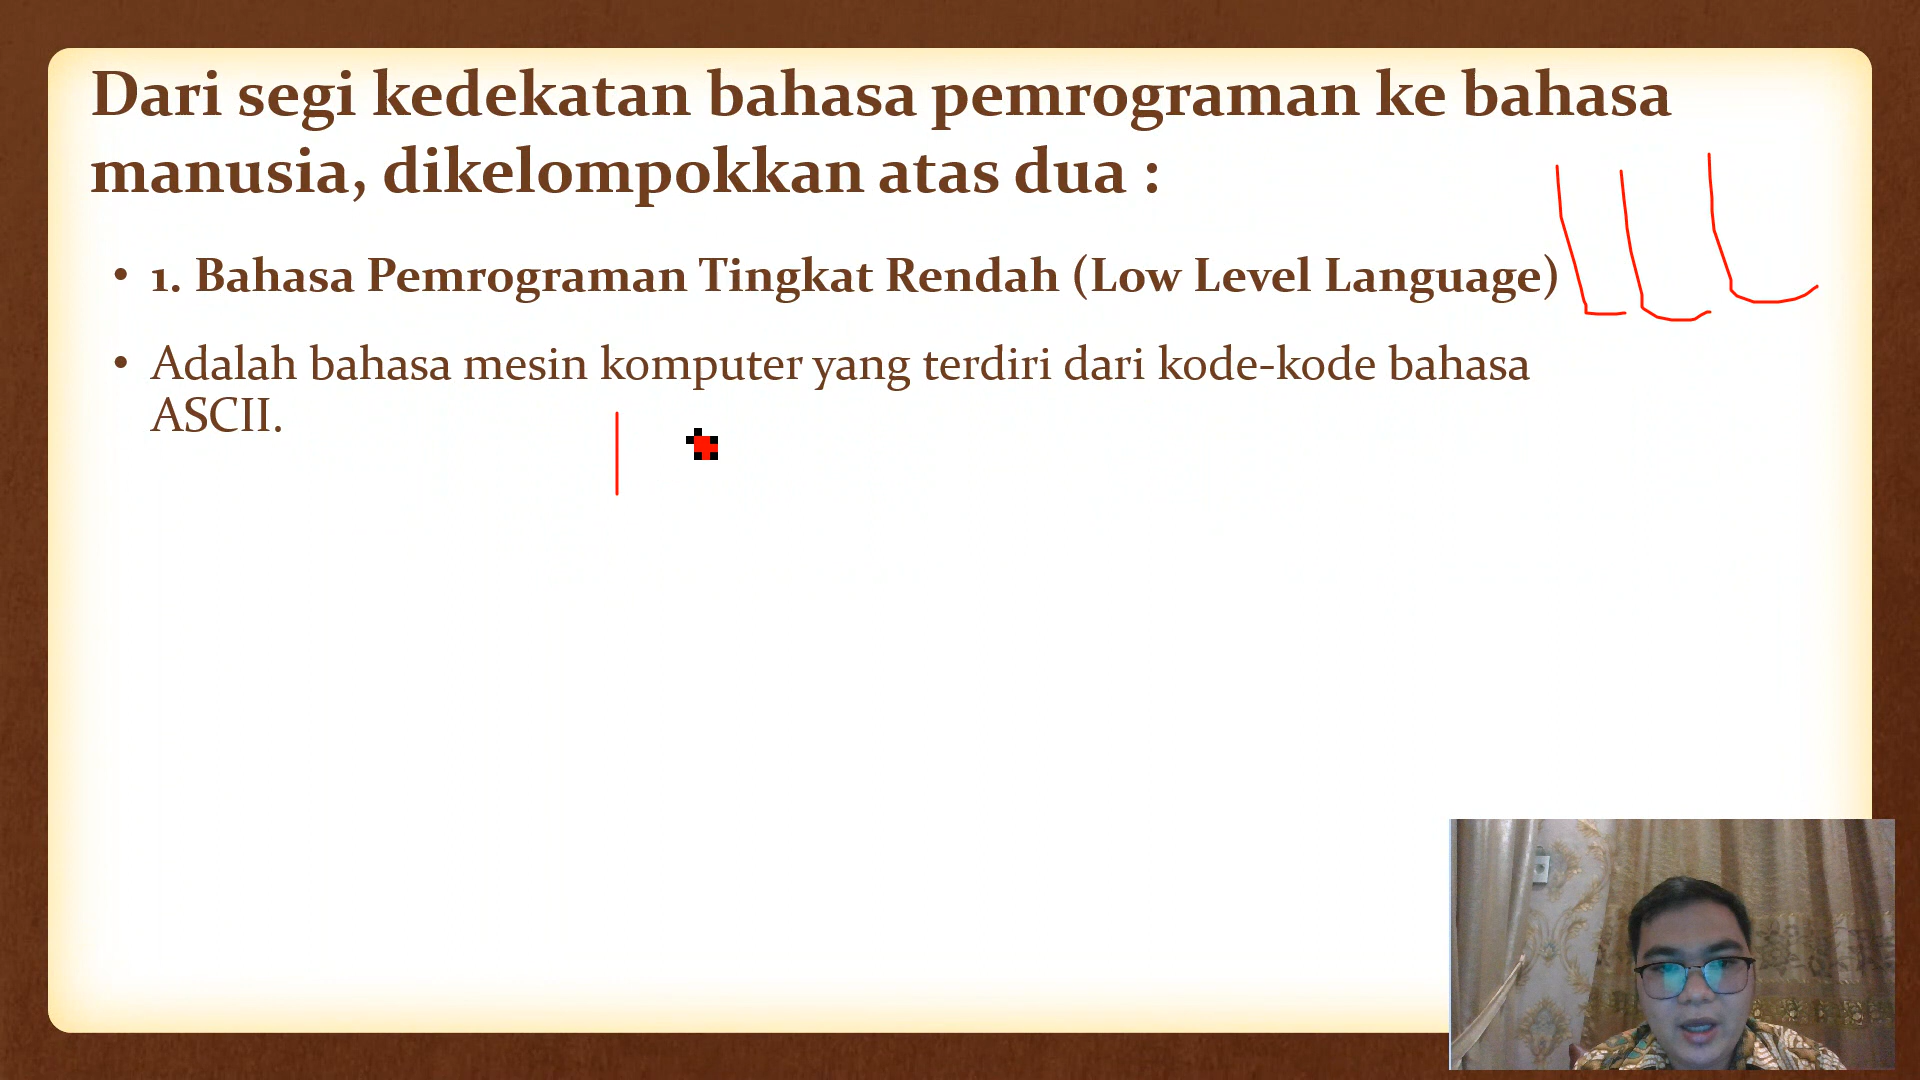 Dari segi kedekatan bahasa pemrograman ke bahasa
manusia, dikelompokkan atas dua :
• 1. Bahasa Pemrograman Tingkat Rendah (Low Level Language)
LLL
• Adalah bahasa mesin komputer yang terdiri dari kode-kode bahasa
ASCII.